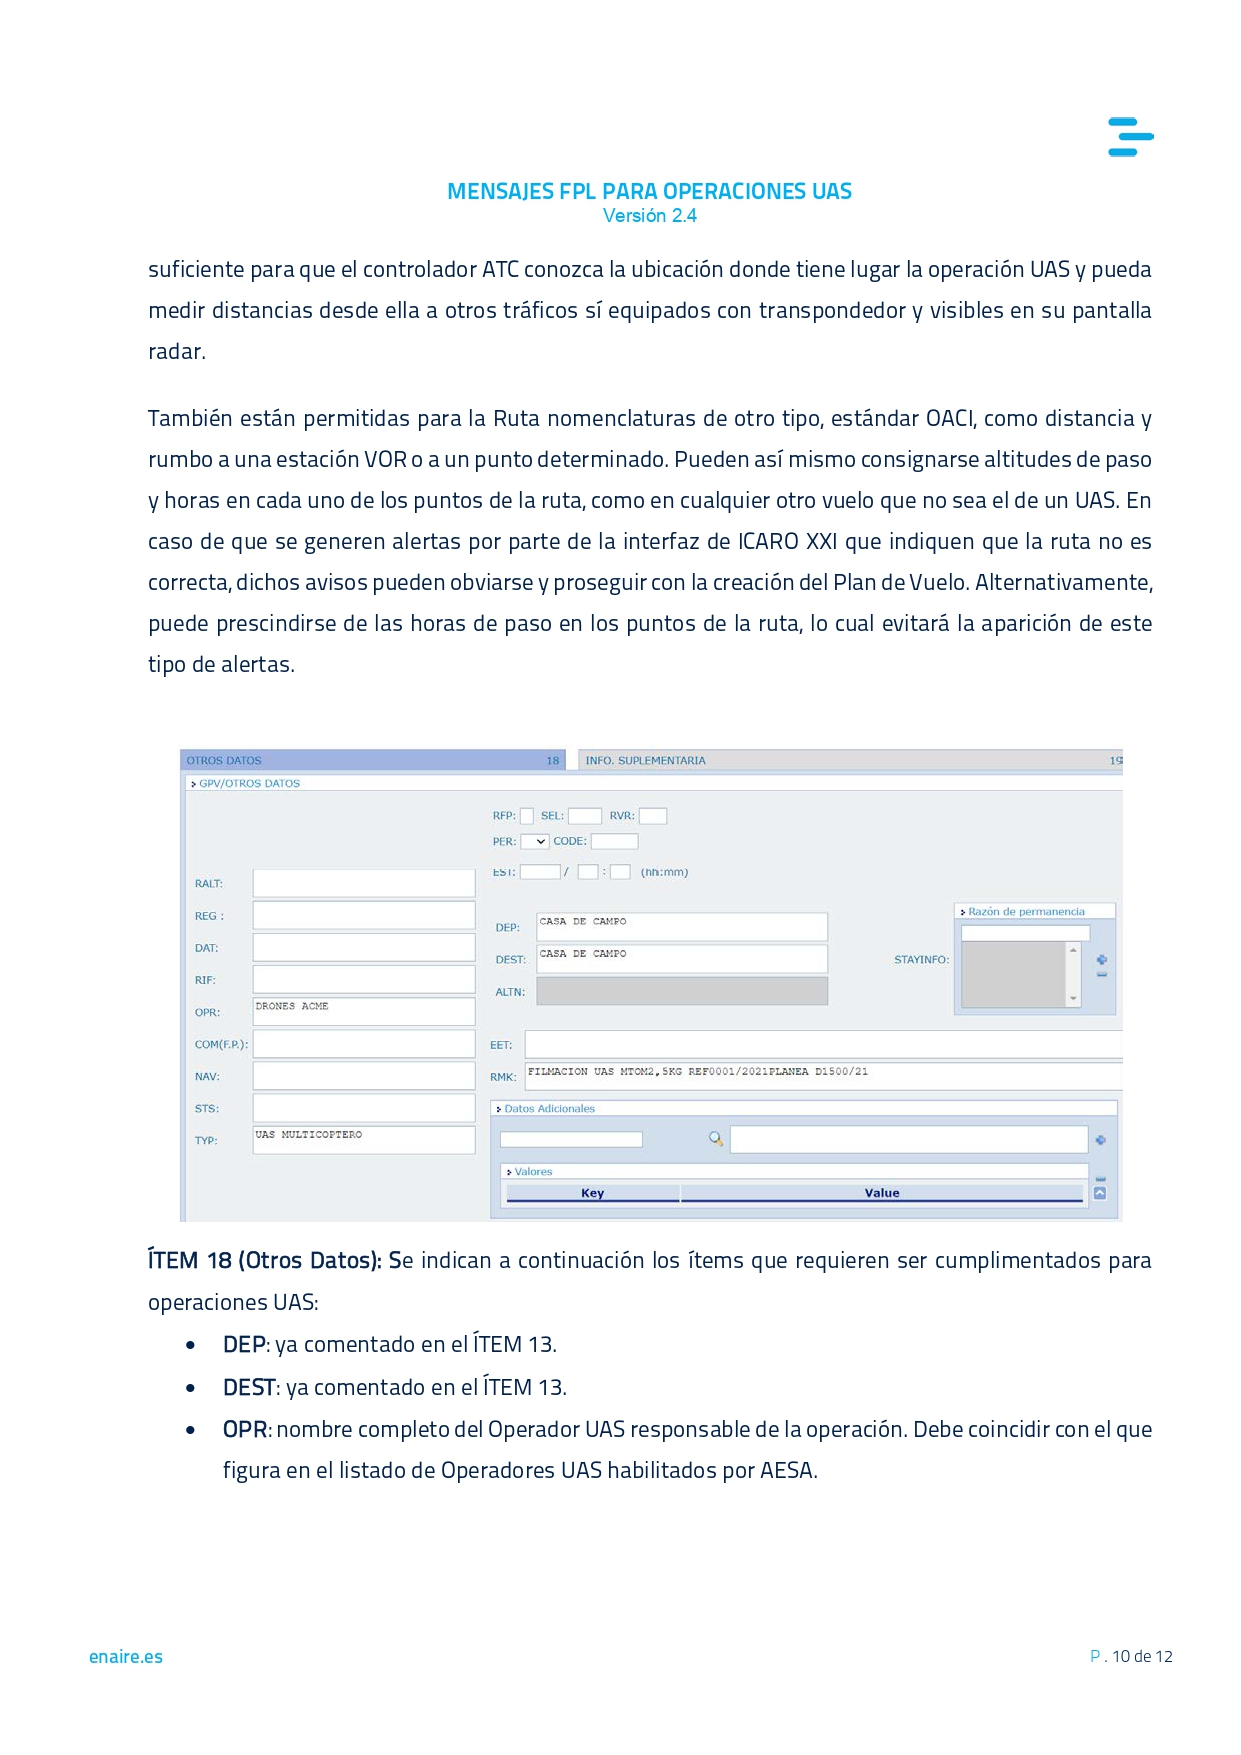 MENSAJES FPL PARA OPERACIONES UAS
Versión 2.4
suficiente para que el controlador ATC conozca la ubicación donde tiene lugar la operación UAS y pueda
medir distancias desde ella a otros tráficos sí equipados con transpondedor y visibles en su pantalla
radar.
También están permitidas para la Ruta nomenclaturas de otro tipo, estándar OACI, como distancia y
rumbo a una estación VOR o a un punto determinado. Pueden así mismo consignarse altitudes de paso
y horas en cada uno de los puntos de la ruta, como en cualquier otro vuelo que no sea el de un UAS. En
caso de que se generen alertas por parte de la interfaz de ICARO XXI que indiquen que la ruta no es
correcta, dichos avisos pueden obviarse y proseguir con la creación del Plan de Vuelo. Alternativamente,
puede prescindirse de las horas de paso en los puntos de la ruta, lo cual evitará la aparición de este
tipo de alertas.
OTROS DATOS 18 INFO. SUPLEMENTARIA 19
GPV/OTROS DATOS
RFP: SEL: RVR:
PER: CODE:
EST: / : (hh:mm)
RALT:
REG :
DAT:
RIF:
OPR: DRONES ACME
COM(F.P.):
NAV:
STS:
TYP: UAS MULTICOPTERO
DEP: CASA DE CAMPO
DEST: CASA DE CAMPO
ALTN:
STAYINFO:
Razón de permanencia
EET:
RMK: FILMACION UAS MTOM2,5KG REF0001/2021PLANEA D1500/21
Datos Adicionales
Valores
Key Value
ÍTEM 18 (Otros Datos): Se indican a continuación los ítems que requieren ser cumplimentados para
operaciones UAS:
• DEP: ya comentado en el ÍTEM 13.
• DEST: ya comentado en el ÍTEM 13.
• OPR: nombre completo del Operador UAS responsable de la operación. Debe coincidir con el que
figura en el listado de Operadores UAS habilitados por AESA.
enaire.es P . 10 de 12